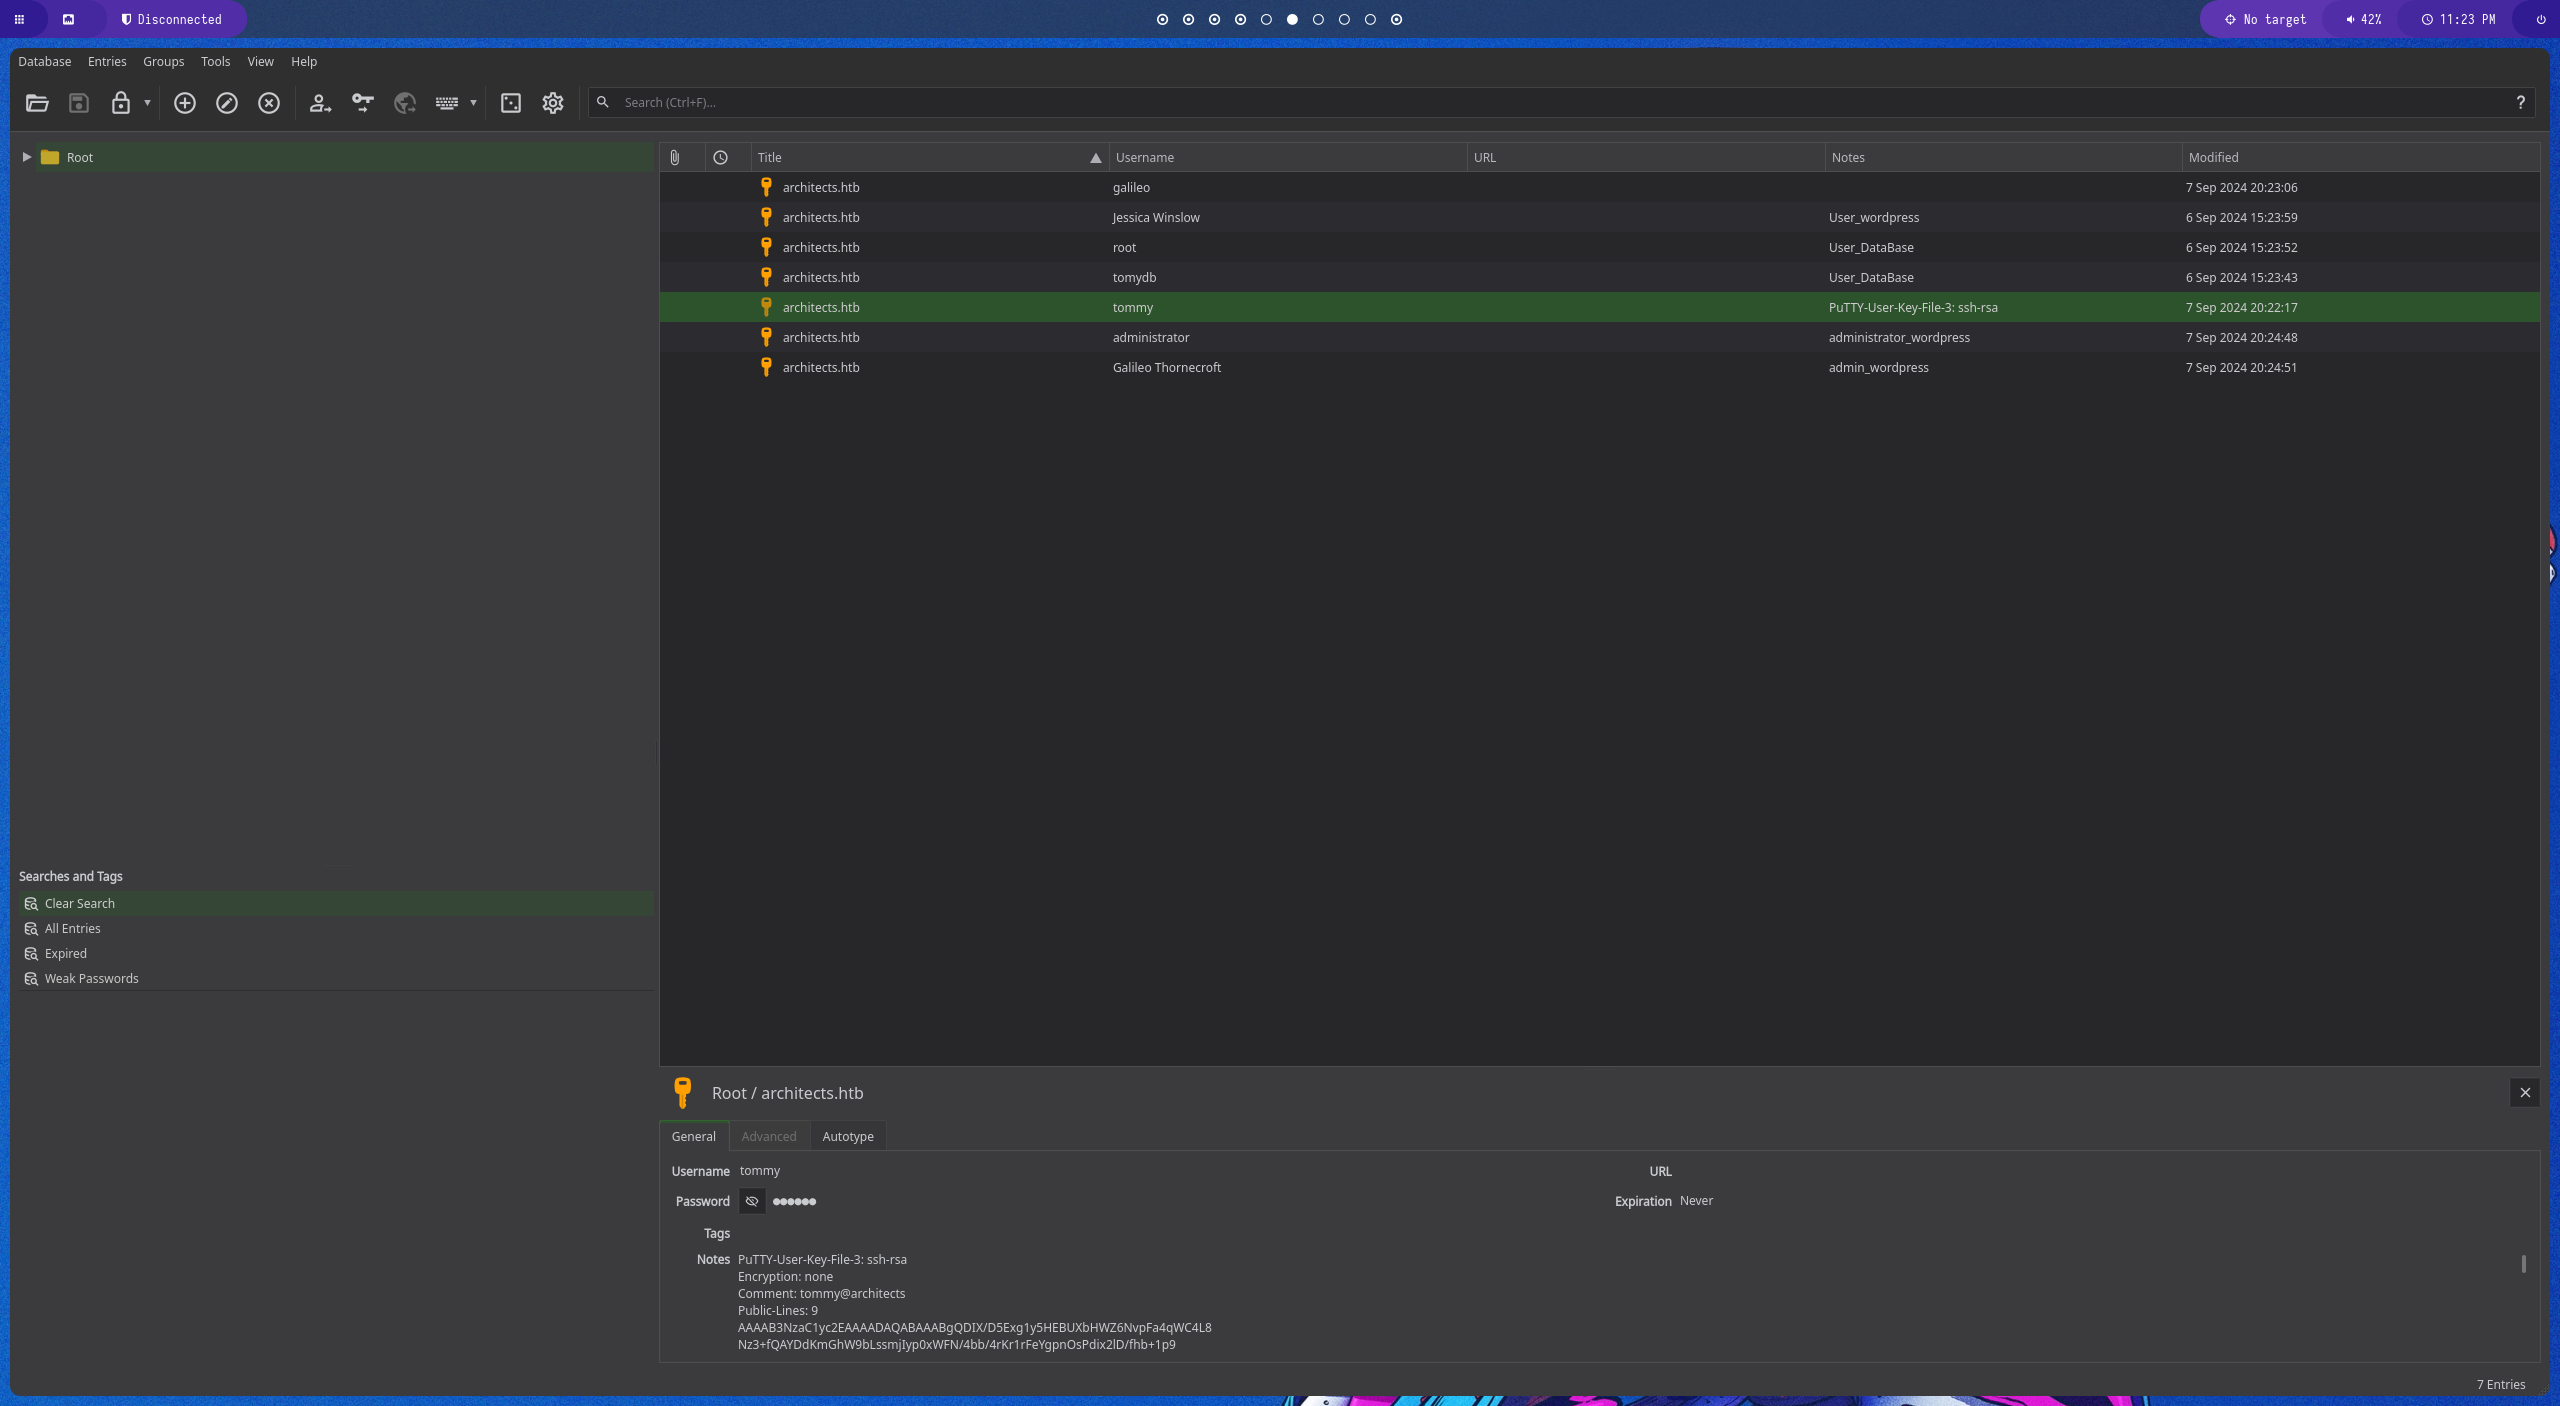 Disconnected
No target
42%
11:23 PM
Database Entries Groups Tools View Help
Search (Ctrl+F)...
?
Root
Title Username URL Notes Modified
architects.htb galileo 7 Sep 2024 20:23:06
architects.htb Jessica Winslow User_wordpress 6 Sep 2024 15:23:59
architects.htb root User_DataBase 6 Sep 2024 15:23:52
architects.htb tomydb User_DataBase 6 Sep 2024 15:23:43
architects.htb tommy PuTTY-User-Key-File-3: ssh-rsa 7 Sep 2024 20:22:17
architects.htb administrator administrator_wordpress 7 Sep 2024 20:24:48
architects.htb Galileo Thornecroft admin_wordpress 7 Sep 2024 20:24:51
Searches and Tags
Clear Search
All Entries
Expired
Weak Passwords
Root / architects.htb
General Advanced Autotype
Username tommy URL
Password ●●●●●● Expiration Never
Tags
Notes PuTTY-User-Key-File-3: ssh-rsa
Encryption: none
Comment: tommy@architects
Public-Lines: 9
AAAAB3NzaC1yc2EAAAADAQABAAABgQDIX/D5Exg1y5HEBUXbHWZ6NvpFa4qWC4L8
Nz3+fQAYDdKmGhW9bLssmjIyp0xWFN/4bb/4rKr1rFeYgpnOsPdix2lD/fhb+1p9
7 Entries